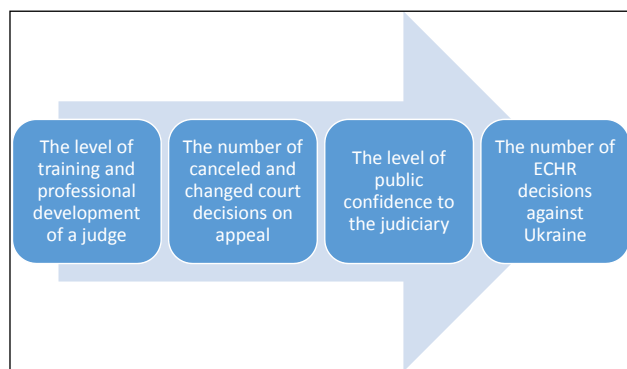 The level of
training and
professional
development
of a judge
The number of
canceled and
changed court
decisions on
appeal
The level of
public
confidence to
the judiciary
The number of
ECHR
decisions
against
Ukraine